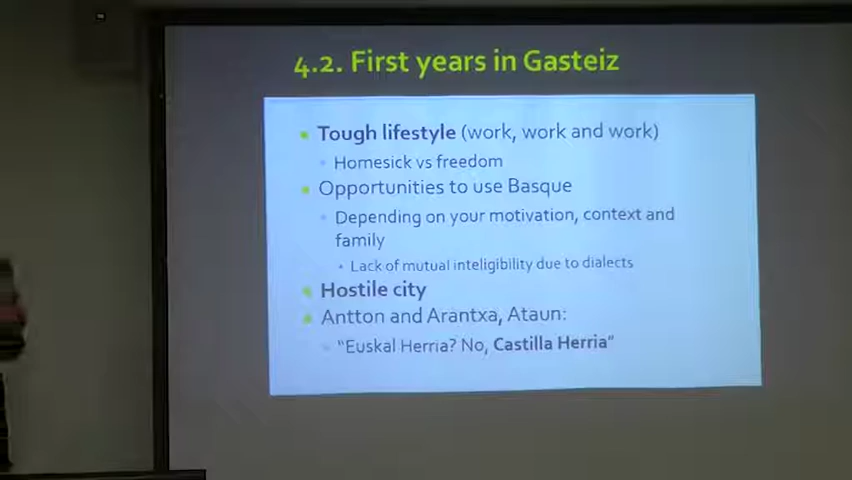 4.2. First years in Gasteiz
Tough lifestyle (work, work and work)
Homesick vs freedom
Opportunities to use Basque
Depending on your motivation, context and
family
Lack of mutual inteligibility due to dialects
Hostile city
Antton and Arantxa, Ataun:
"Euskal Herria? No, Castilla Herria"